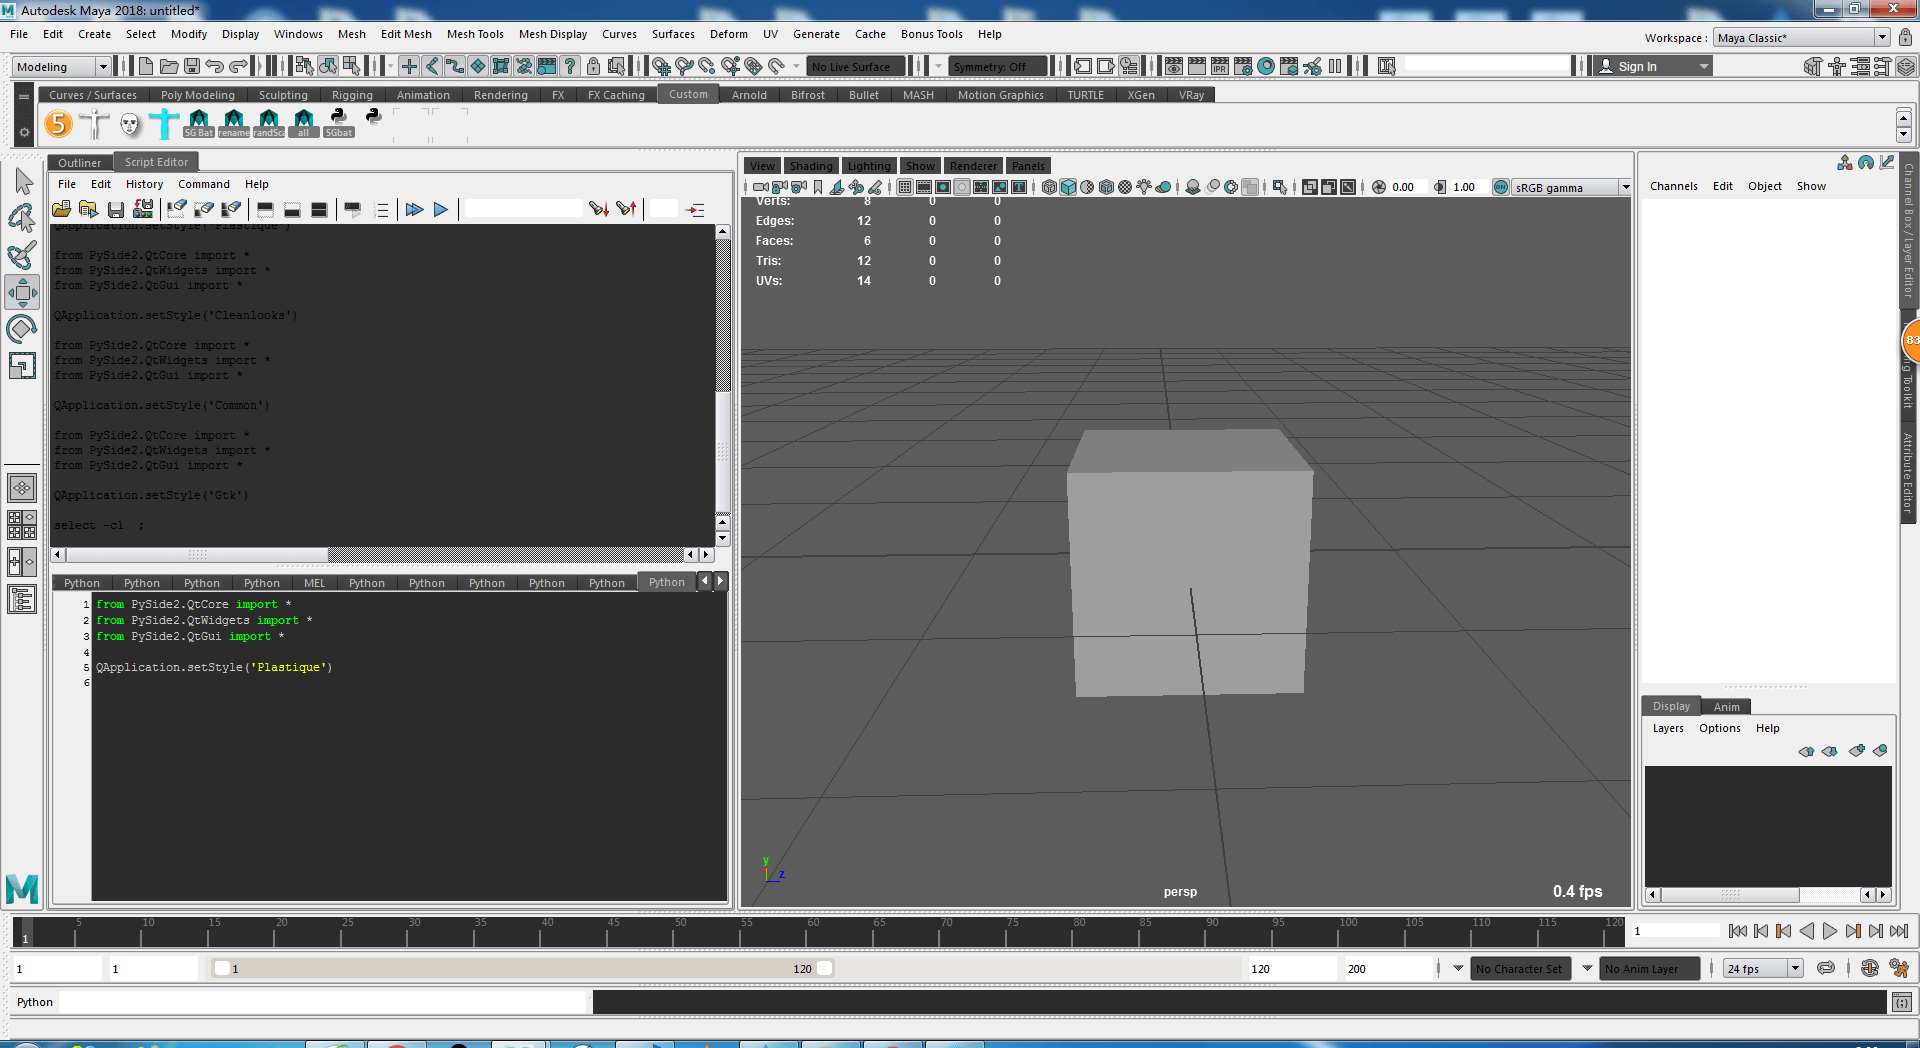 Autodesk Maya 2018: untitled*
File Edit Create Select Modify Display Windows Mesh Edit Mesh Mesh Tools Mesh Display Curves Surfaces Deform UV Generate Cache Bonus Tools Help
Workspace : Maya Classic*
Modeling
No Live Surface
Symmetry: Off
Sign In
Curves / Surfaces Poly Modeling Sculpting Rigging Animation Rendering FX FX Caching Custom Arnold Bifrost Bullet MASH Motion Graphics TURTLE XGen VRay
5
SG Bat rename randSca all SGbat
Outliner Script Editor
File Edit History Command Help
QApplication.setStyle('Plastique')
from PySide2.QtCore import *
from PySide2.QtWidgets import *
from PySide2.QtGui import *
QApplication.setStyle('Cleanlooks')
from PySide2.QtCore import *
from PySide2.QtWidgets import *
from PySide2.QtGui import *
QApplication.setStyle('Common')
from PySide2.QtCore import *
from PySide2.QtWidgets import *
from PySide2.QtGui import *
QApplication.setStyle('Gtk')
select -cl ;
Python Python Python Python MEL Python Python Python Python Python Python
1 from PySide2.QtCore import *
2 from PySide2.QtWidgets import *
3 from PySide2.QtGui import *
4
5 QApplication.setStyle('Plastique')
6
View Shading Lighting Show Renderer Panels
0.00
1.00
ON
sRGB gamma
Verts: 8 0 0
Edges: 12 0 0
Faces: 6 0 0
Tris: 12 0 0
UVs: 14 0 0
y
z
persp
0.4 fps
Channels Edit Object Show
Channel Box / Layer Editor
83
ng Toolkit
Attribute Editor
Display Anim
Layers Options Help
1 5 10 15 20 25 30 35 40 45 50 55 60 65 70 75 80 85 90 95 100 105 110 115 120
1
1
1
1
120
120
200
No Character Set
No Anim Layer
24 fps
Python